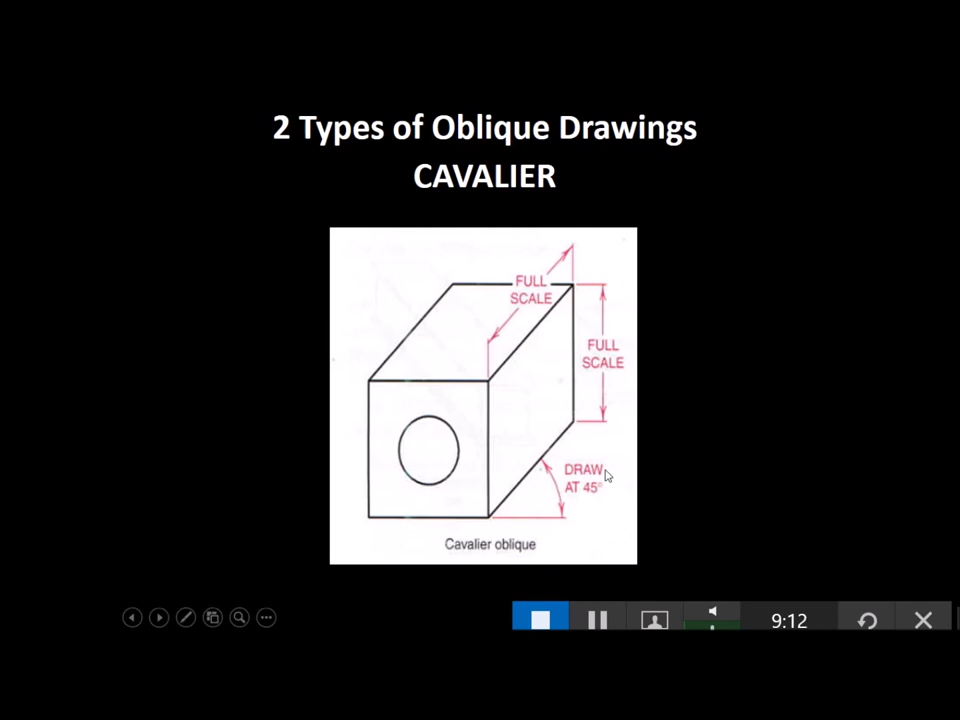 2 Types of Oblique Drawings
CAVALIER
FULL
SCALE
FULL
SCALE
DRAW
AT 45°
Cavalier oblique
9:12